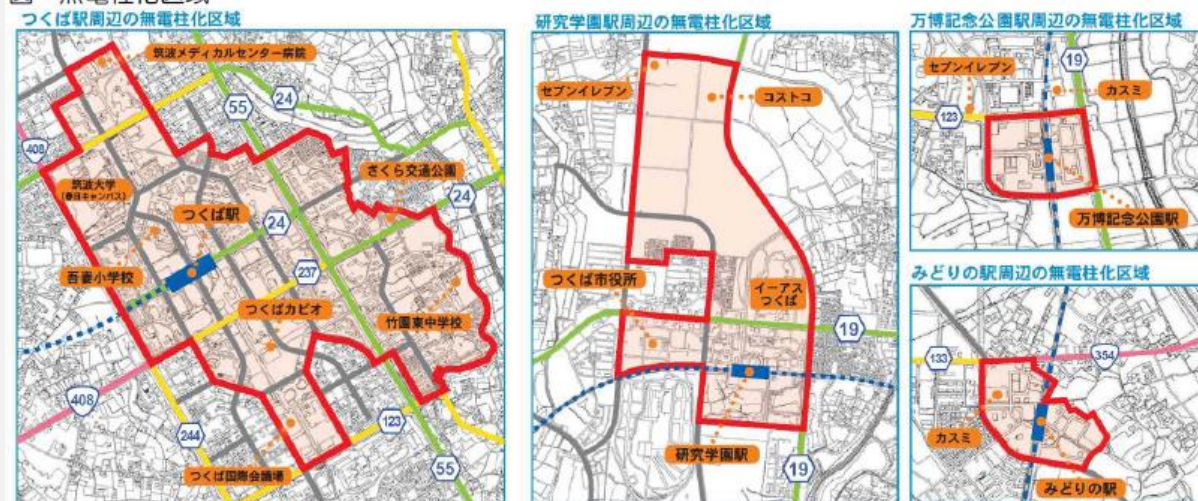 図 無電柱化区域
つくば駅周辺の無電柱化区域
筑波メディカルセンター病院
24
55
408
さくら交通公園
筑波大学
(春日キャンパス)
つくば駅
24
24
吾妻小学校
237
つくばカピオ
竹園東中学校
408
123
244
つくば国際会議場
55
研究学園駅周辺の無電柱化区域
セブンイレブン
コストコ
つくば市役所
イーアス
つくば
19
研究学園駅
19
万博記念公園駅周辺の無電柱化区域
19
セブンイレブン
カスミ
123
万博記念公園駅
みどりの駅周辺の無電柱化区域
133
354
カスミ
みどりの駅